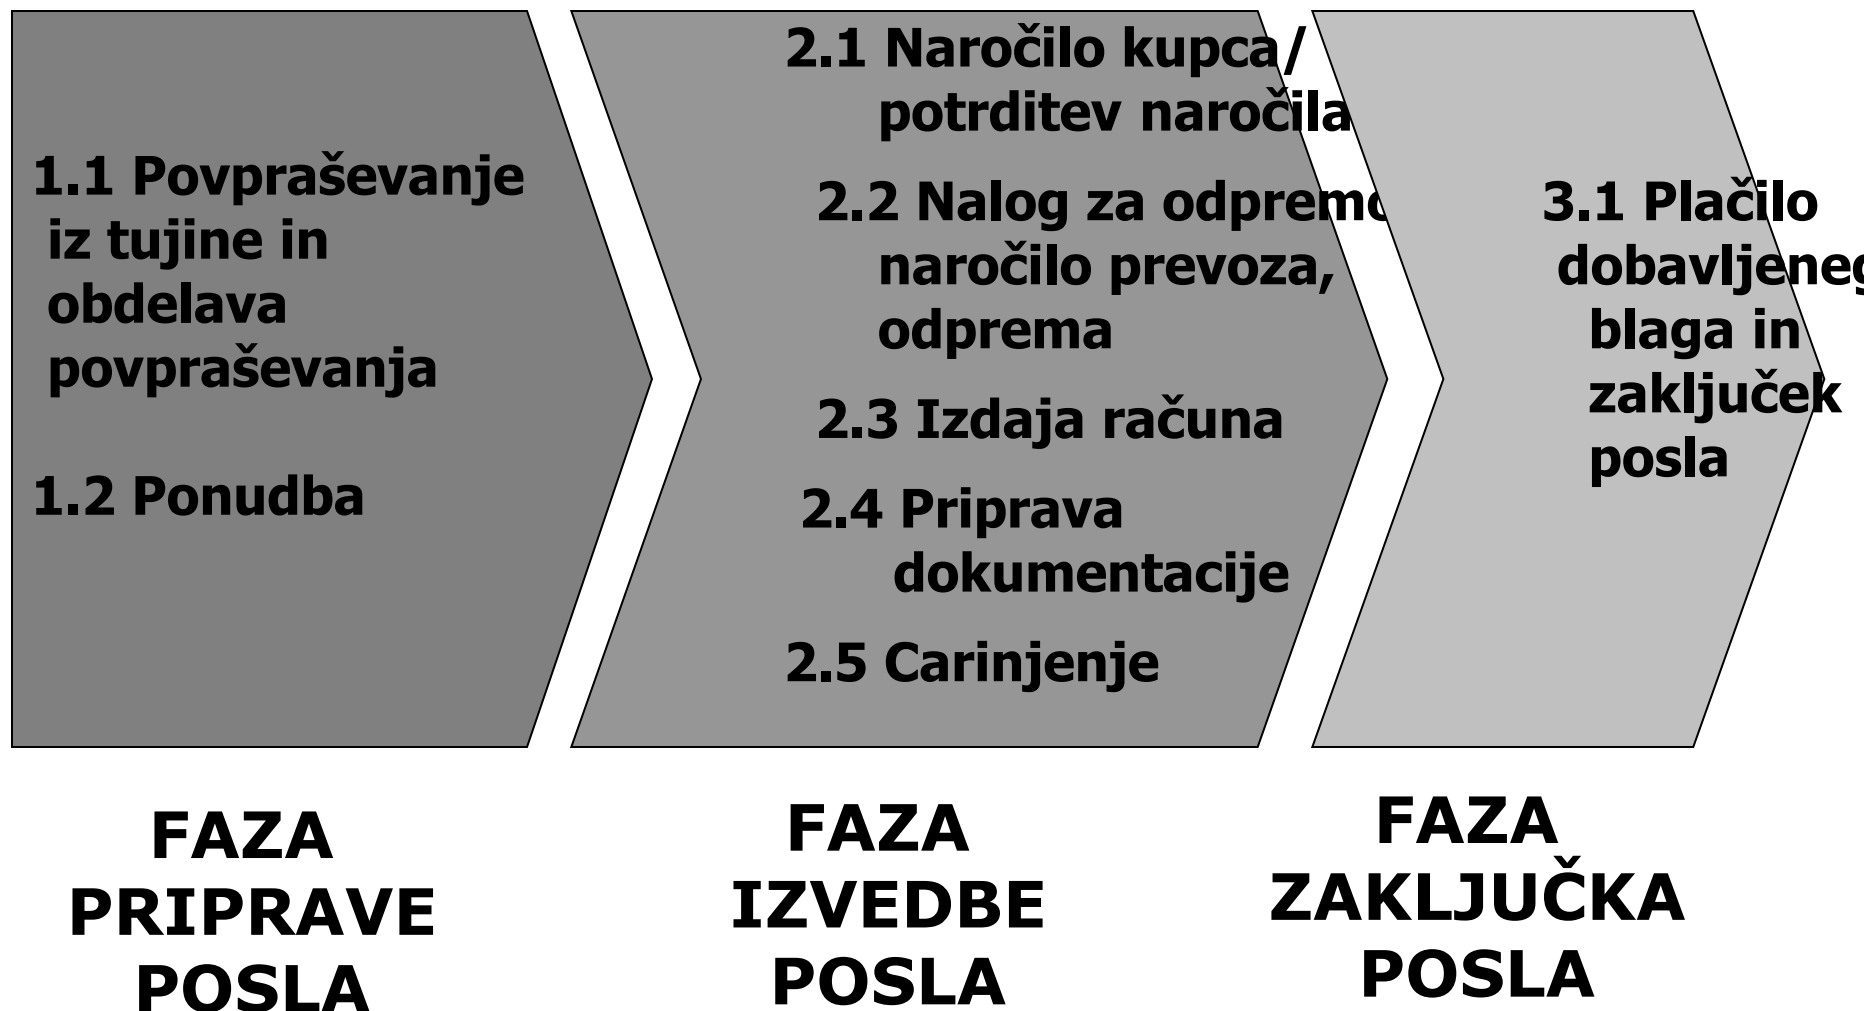 1.1 Povpraševanje
iz tujine in
obdelava
povpraševanja
1.2 Ponudba
2.1 Naročilo kupca/
potrditev naročila
2.2 Nalog za odpremo
naročilo prevoza,
odprema
2.3 Izdaja računa
2.4 Priprava
dokumentacije
2.5 Carinjenje
3.1 Plačilo
blaga in
zaključek
posla
FAZA
PRIPRAVE
POSLA
FAZA
IZVEDBE
POSLA
FAZA
ZAKLJUČKA
POSLA